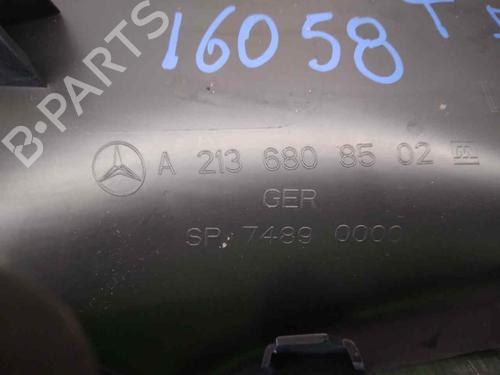 16058 T
B-PARTS
A 213 680 85 02
GER
SP 7489 0000